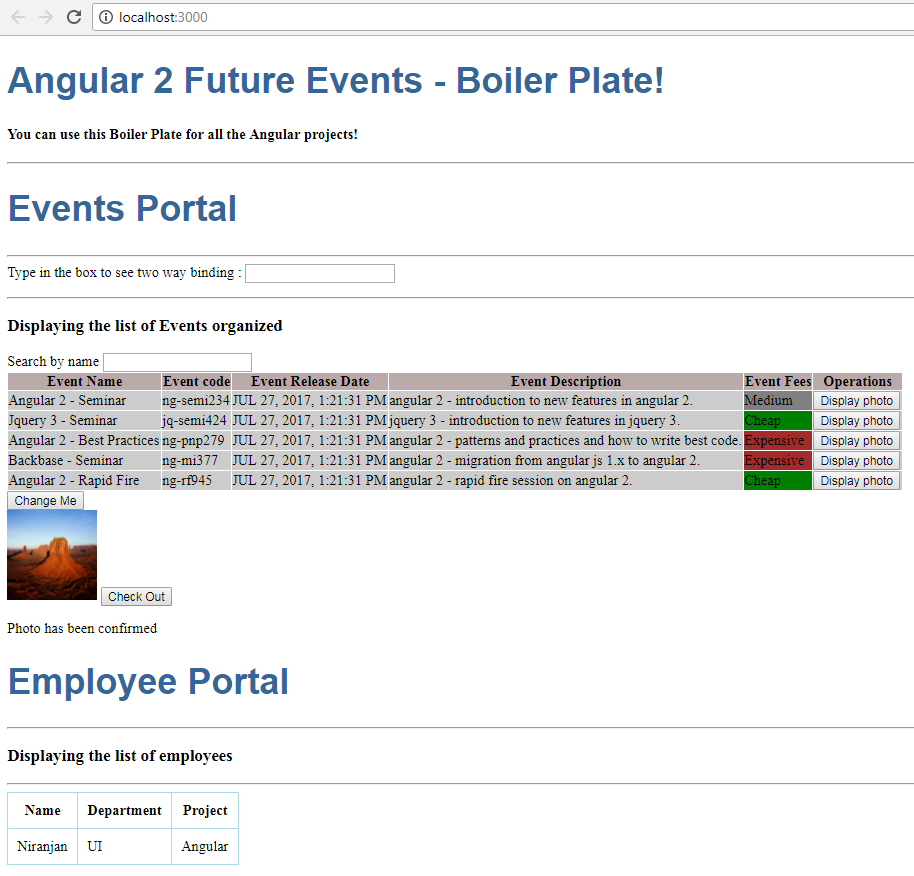 localhost:3000
Angular 2 Future Events - Boiler Plate!
You can use this Boiler Plate for all the Angular projects!
Events Portal
Type in the box to see two way binding :
Displaying the list of Events organized
Search by name
Event Name Event code Event Release Date Event Description Event Fees Operations
Angular 2 - Seminar ng-semi234 JUL 27, 2017, 1:21:31 PM angular 2 - introduction to new features in angular 2. Medium Display photo
Jquery 3 - Seminar jq-semi424 JUL 27, 2017, 1:21:31 PM jquery 3 - introduction to new features in jquery 3. Cheap Display photo
Angular 2 - Best Practices ng-pnp279 JUL 27, 2017, 1:21:31 PM angular 2 - patterns and practices and how to write best code. Expensive Display photo
Backbase - Seminar ng-mi377 JUL 27, 2017, 1:21:31 PM angular 2 - migration from angular js 1.x to angular 2. Expensive Display photo
Angular 2 - Rapid Fire ng-rf945 JUL 27, 2017, 1:21:31 PM angular 2 - rapid fire session on angular 2. Cheap Display photo
Change Me
Check Out
Photo has been confirmed
Employee Portal
Displaying the list of employees
Name Department Project
Niranjan UI Angular